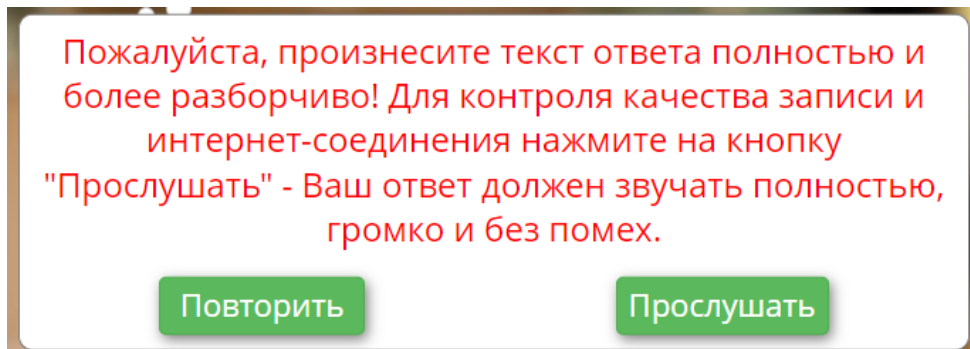 Пожалуйста, произнесите текст ответа полностью и
более разборчиво! Для контроля качества записи и
интернет-соединения нажмите на кнопку
"Прослушать" - Ваш ответ должен звучать полностью,
громко и без помех.
Повторить
Прослушать